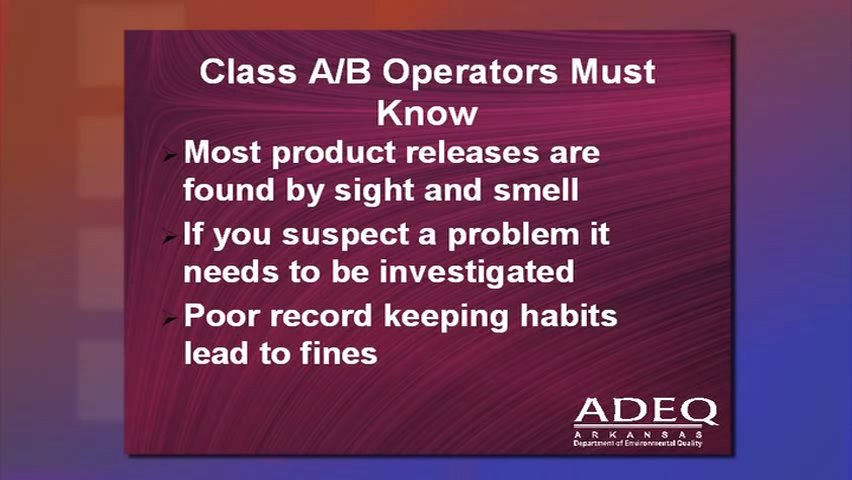 Class A/B Operators Must
Know
Most product releases are
found by sight and smell
If you suspect a problem it
needs to be investigated
Poor record keeping habits
lead to fines
ADEQ
ARKANSAS
Department of Environmental Quality